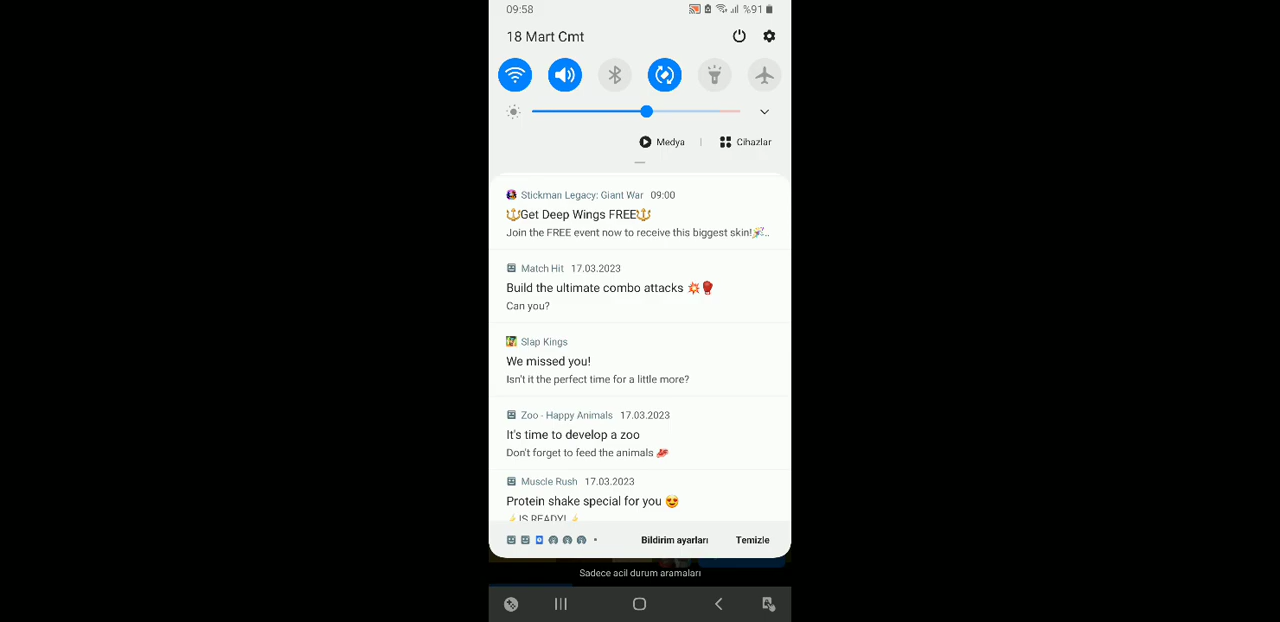 09:58
%91
18 Mart Cmt
Medya | Cihazlar
Stickman Legacy: Giant War 09:00
Get Deep Wings FREE
Join the FREE event now to receive this biggest skin!..
Match Hit 17.03.2023
Build the ultimate combo attacks 💥🥊
Can you?
Slap Kings
We missed you!
Isn't it the perfect time for a little more?
Zoo - Happy Animals 17.03.2023
It's time to develop a zoo
Don't forget to feed the animals 🥩
Muscle Rush 17.03.2023
Protein shake special for you 😍
⚡IS READY! ⚡
Bildirim ayarları Temizle
Sadece acil durum aramaları